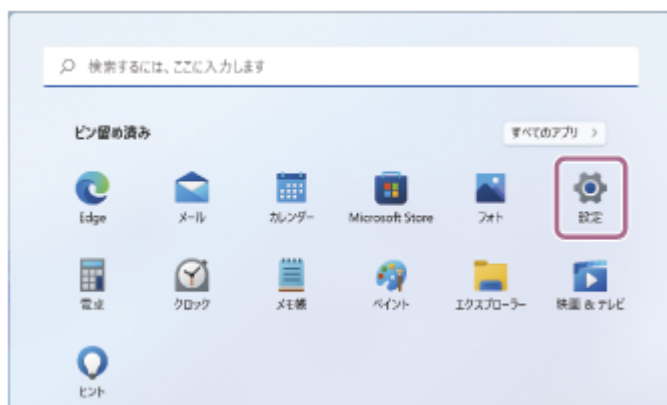 検索するには、ここに入力します
ピン留め済み
すべてのアプリ >
Edge メール カレンダー Microsoft Store フォト 設定
電卓 クロック メモ帳 ペイント エクスプローラー 映画 & テレビ
ヒント